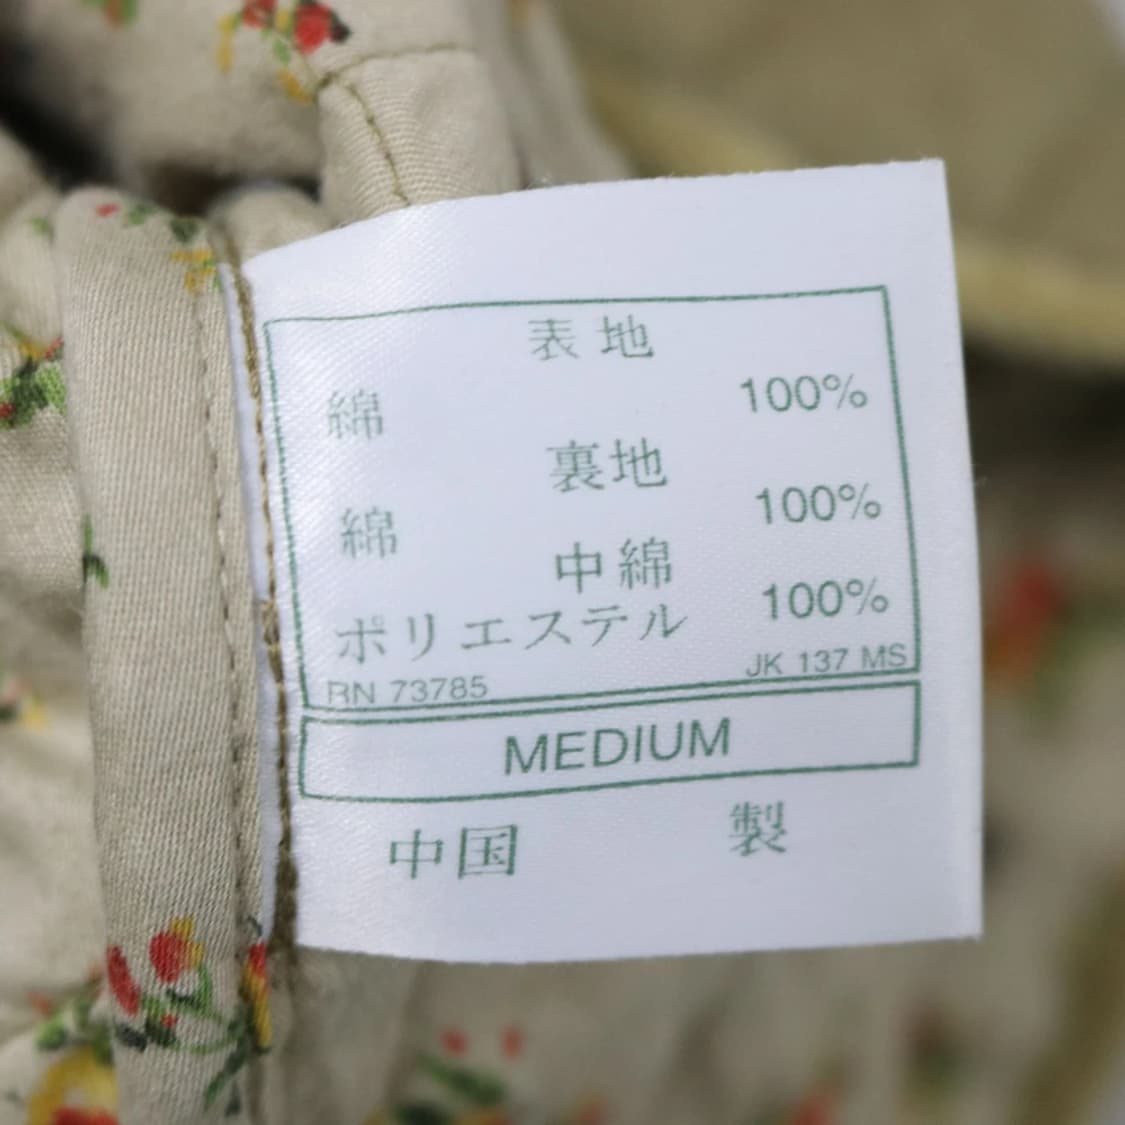 表地
綿 100%
裏地
綿 100%
中綿
ポリエステル 100%
RN 73785 JK 137 MS
MEDIUM
中国 製